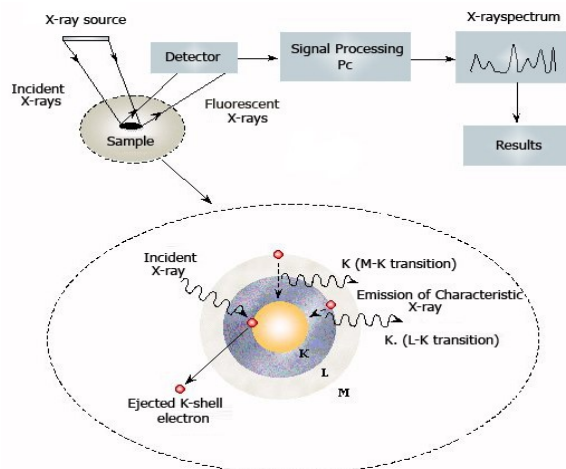 X-ray source
X-rayspectrum
Detector
Signal Processing
Pc
Incident
X-rays
Fluorescent
X-rays
Sample
Results
Incident
X-ray
K (M-K transition)
Emission of Characteristic
X-ray
K. (L-K transition)
K
L
M
Ejected K-shell
electron